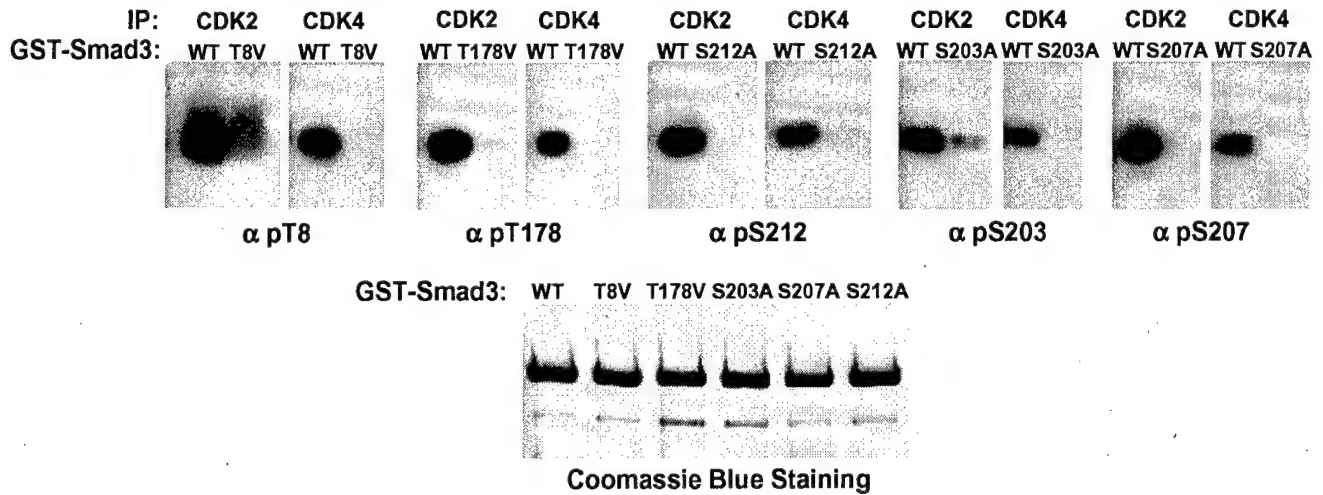 IP: CDK2 CDK4 CDK2 CDK4 CDK2 CDK4 CDK2 CDK4 CDK2 CDK4
GST-Smad3: WT T8V WT T8V WT T178V WT T178V WT S212A WT S212A WT S203A WT S203A WT S207A WT S207A
α pT8 α pT178 α pS212 α pS203 α pS207
GST-Smad3: WT T8V T178V S203A S207A S212A
Coomassie Blue Staining